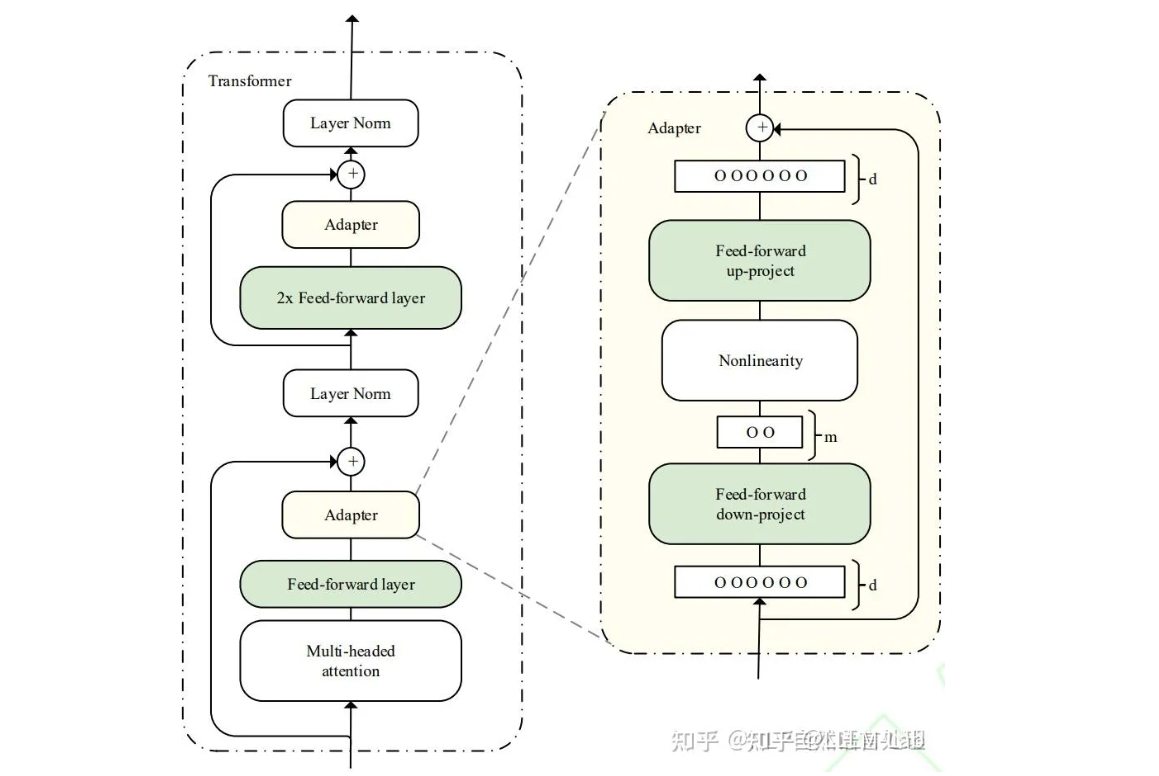 Transformer
Layer Norm
+
Adapter
2x Feed-forward layer
Layer Norm
+
Adapter
Feed-forward layer
Multi-headed
attention
Adapter
+
O O O O O O
d
Feed-forward
up-project
Nonlinearity
O O
m
Feed-forward
down-project
O O O O O O
d
知乎